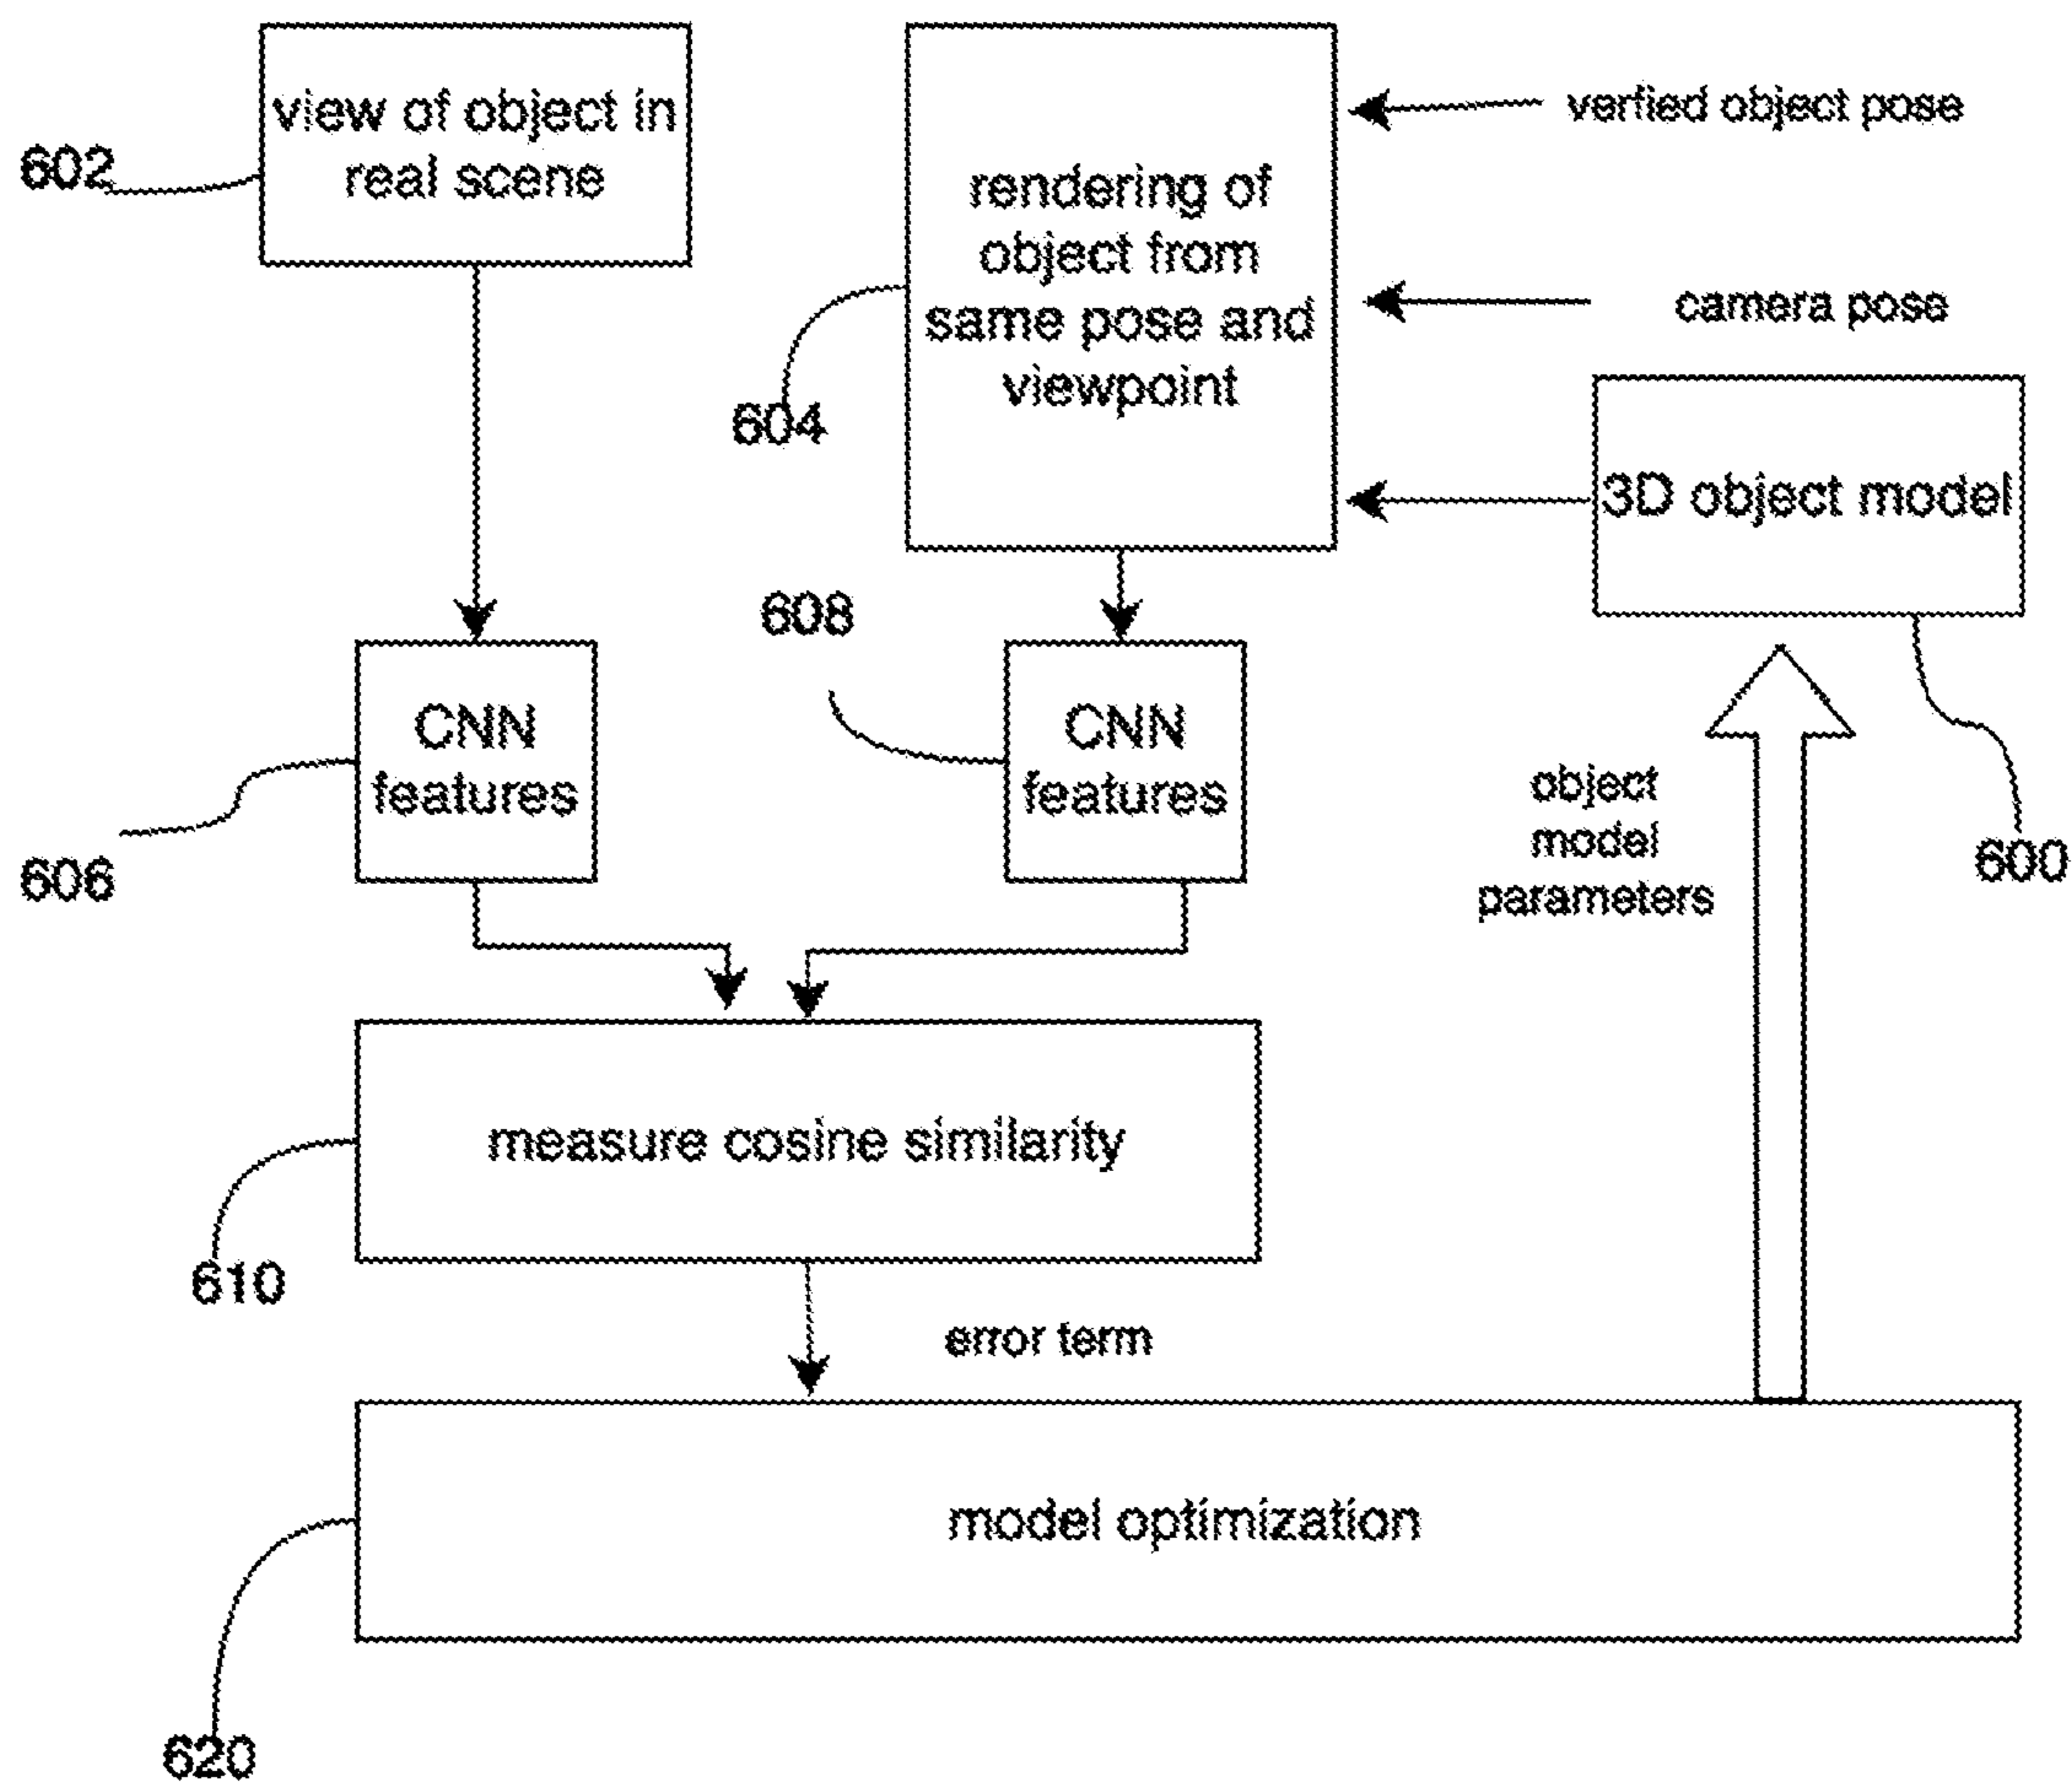 view of object in
real scene
602
rendering of
object from
same pose and
viewpoint
604
verfied object pose
camera pose
3D object model
600
CNN
features
606
608
CNN
features
object
model
parameters
measure cosine similarity
610
error term
model optimization
620